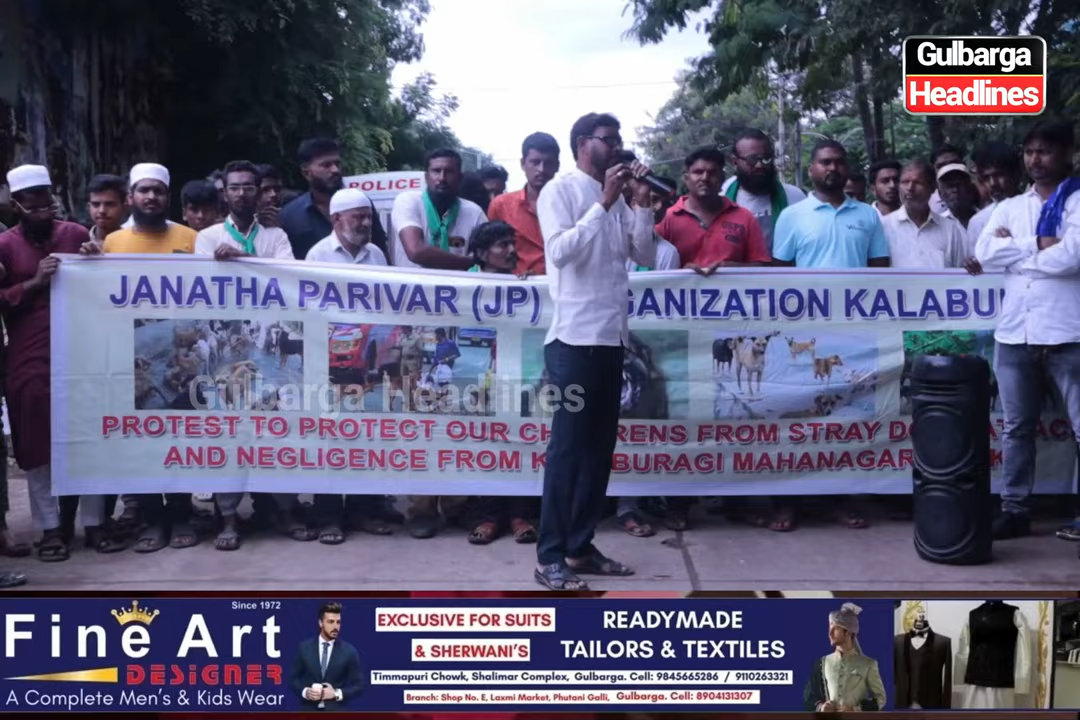 Gulbarga
Headlines
POLICE
JANATHA PARIVAR (JP) GANIZATION KALABU
Gulbarga Headlines
PROTEST TO PROTECT OUR CH RENS FROM STRAY
AND NEGLIGENCE FROM K BURAGI MAHANAGAR
Since 1972
Fine Art
DESIGNER
A Complete Men's & Kids Wear
EXCLUSIVE FOR SUITS
& SHERWANI'S
READYMADE
TAILORS & TEXTILES
Timmapuri Chowk, Shalimar Complex, Gulbarga. Cell: 9845665286 / 9110263321
Branch: Shop No. E, Laxmi Market, Phutani Galli, Gulbarga. Cell: 8904131307